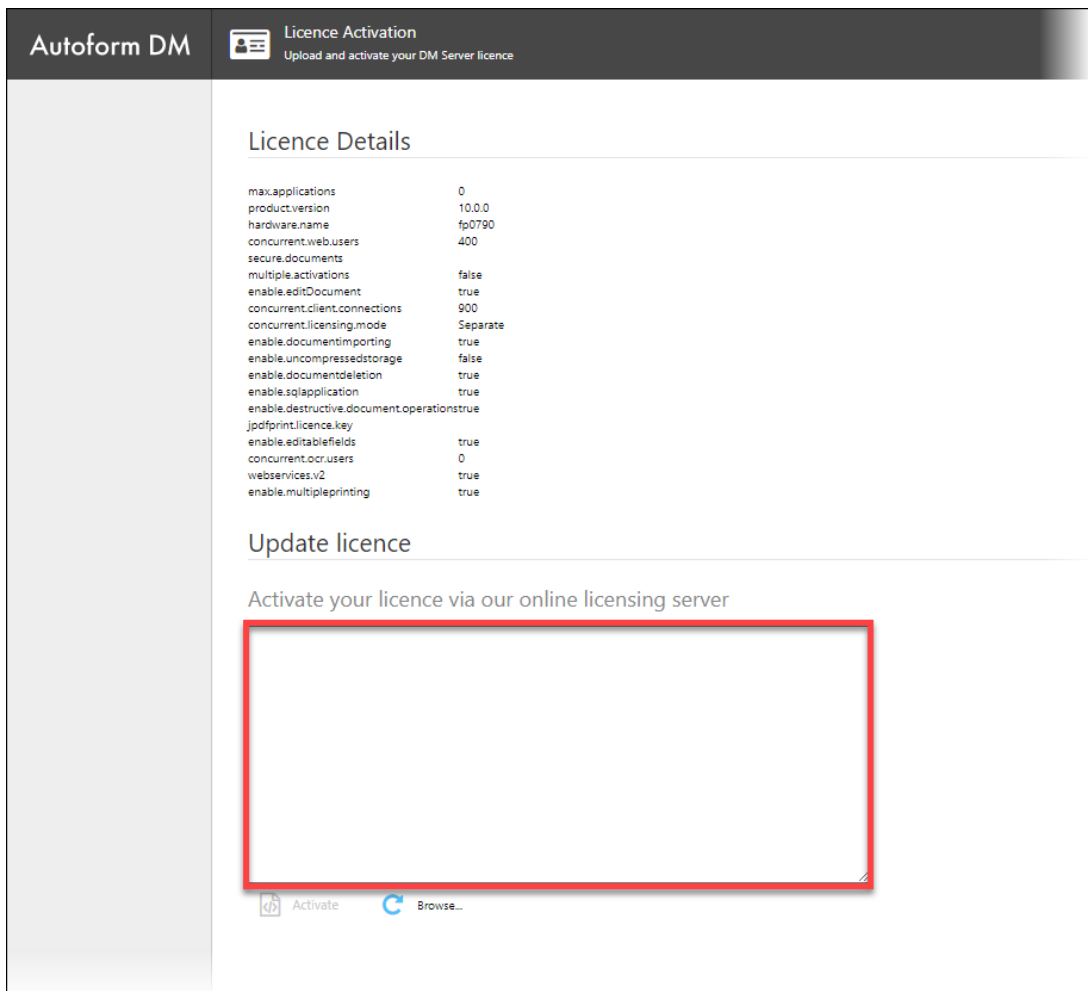 Autoform DM
Licence Activation
Upload and activate your DM Server licence
Licence Details
max.applications 0
product.version 10.0.0
hardware.name fp0790
concurrent.web.users 400
secure.documents
multiple.activations false
enable.editDocument true
concurrent.client.connections 900
concurrent.licensing.mode Separate
enable.documentimporting true
enable.uncompressedstorage false
enable.documentdeletion true
enable.sqlapplication true
enable.destructive.document.operationstrue
jpdfprint.licence.key
enable.editablefields true
concurrent.ocr.users 0
webservices.v2 true
enable.multipleprinting true
Update licence
Activate your licence via our online licensing server
Activate Browse...